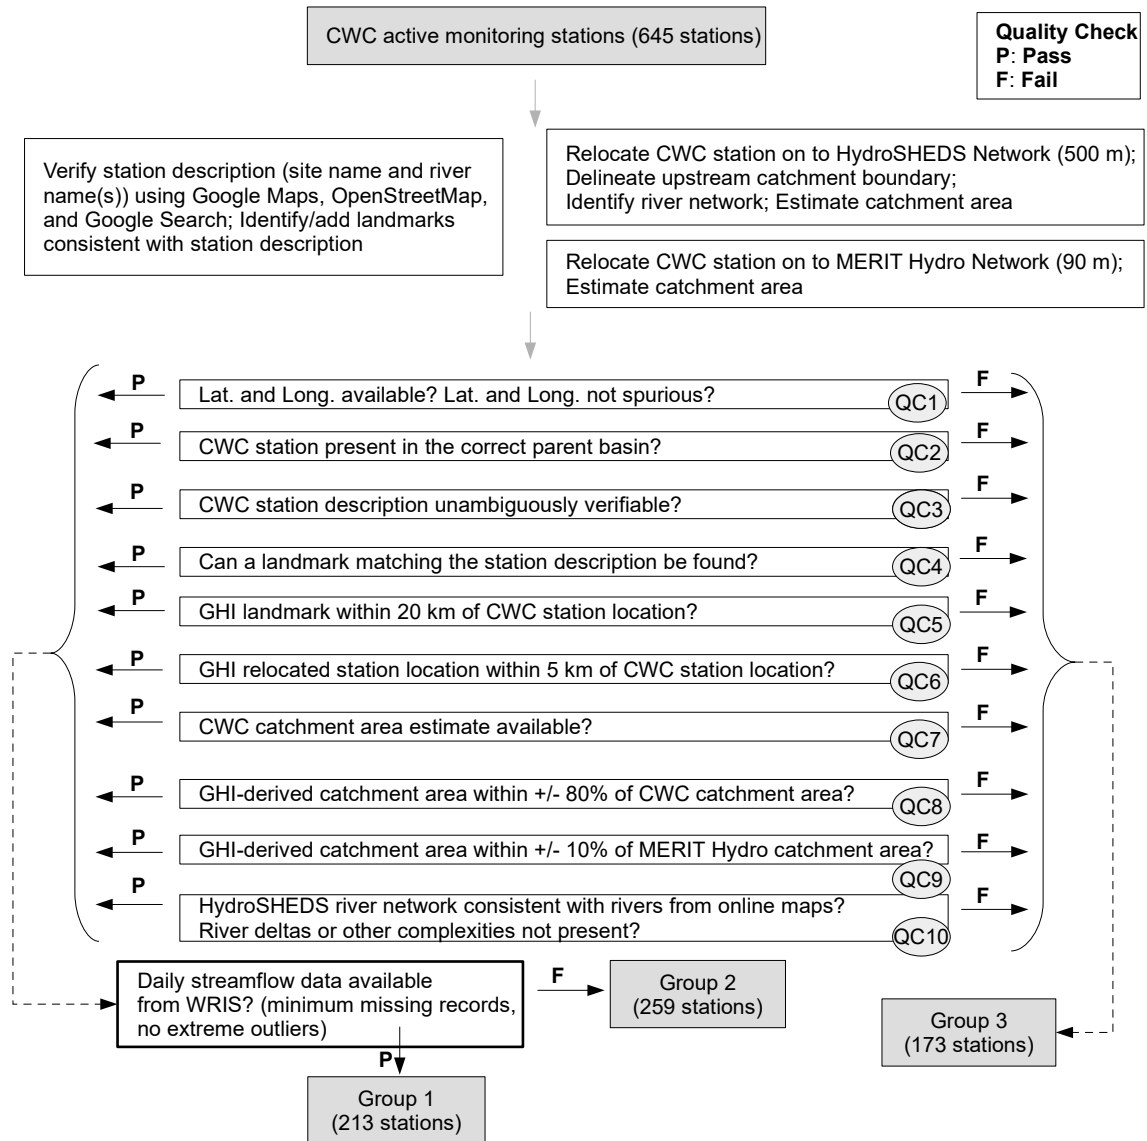 CWC active monitoring stations (645 stations)
Quality Check
P: Pass
F: Fail
Verify station description (site name and river
name(s)) using Google Maps, OpenStreetMap,
and Google Search; Identify/add landmarks
consistent with station description
Relocate CWC station on to HydroSHEDS Network (500 m);
Delineate upstream catchment boundary;
Identify river network; Estimate catchment area
Relocate CWC station on to MERIT Hydro Network (90 m);
Estimate catchment area
P
Lat. and Long. available? Lat. and Long. not spurious?
QC1
F
P
CWC station present in the correct parent basin?
QC2
F
P
CWC station description unambiguously verifiable?
QC3
F
P
Can a landmark matching the station description be found?
QC4
F
P
GHI landmark within 20 km of CWC station location?
QC5
F
P
GHI relocated station location within 5 km of CWC station location?
QC6
F
P
CWC catchment area estimate available?
QC7
F
P
GHI-derived catchment area within +/- 80% of CWC catchment area?
QC8
F
P
GHI-derived catchment area within +/- 10% of MERIT Hydro catchment area?
QC9
F
P
HydroSHEDS river network consistent with rivers from online maps?
River deltas or other complexities not present?
QC10
F
Daily streamflow data available
from WRIS? (minimum missing records,
no extreme outliers)
F
Group 2
(259 stations)
Group 3
(173 stations)
P
Group 1
(213 stations)